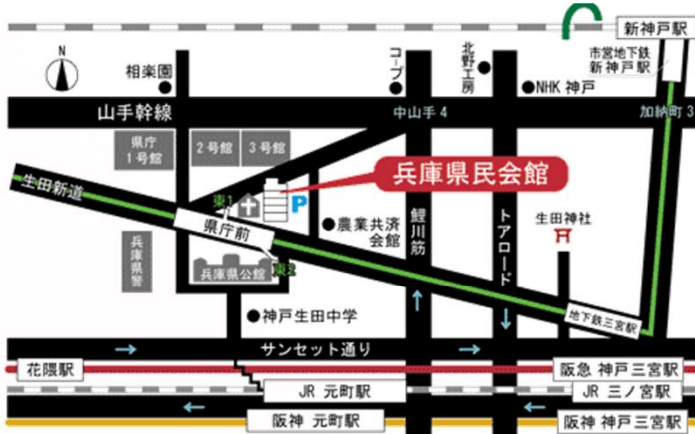 新神戸駅
N
相楽園
コープ
北野工房
市営地下鉄
新神戸駅
NHK 神戸
山手幹線
中山手 4
加納町 3
県庁
1号館
2号館
3号館
兵庫県民会館
生田新道
東1
P
県庁前
農業共済
会館
鯉川筋
トアロード
生田神社
兵庫県警
兵庫県公館
東2
神戸生田中学
地下鉄三宮駅
サンセット通り
花隈駅
阪急 神戸三宮駅
JR 元町駅
JR 三ノ宮駅
阪神 元町駅
阪神 神戸三宮駅